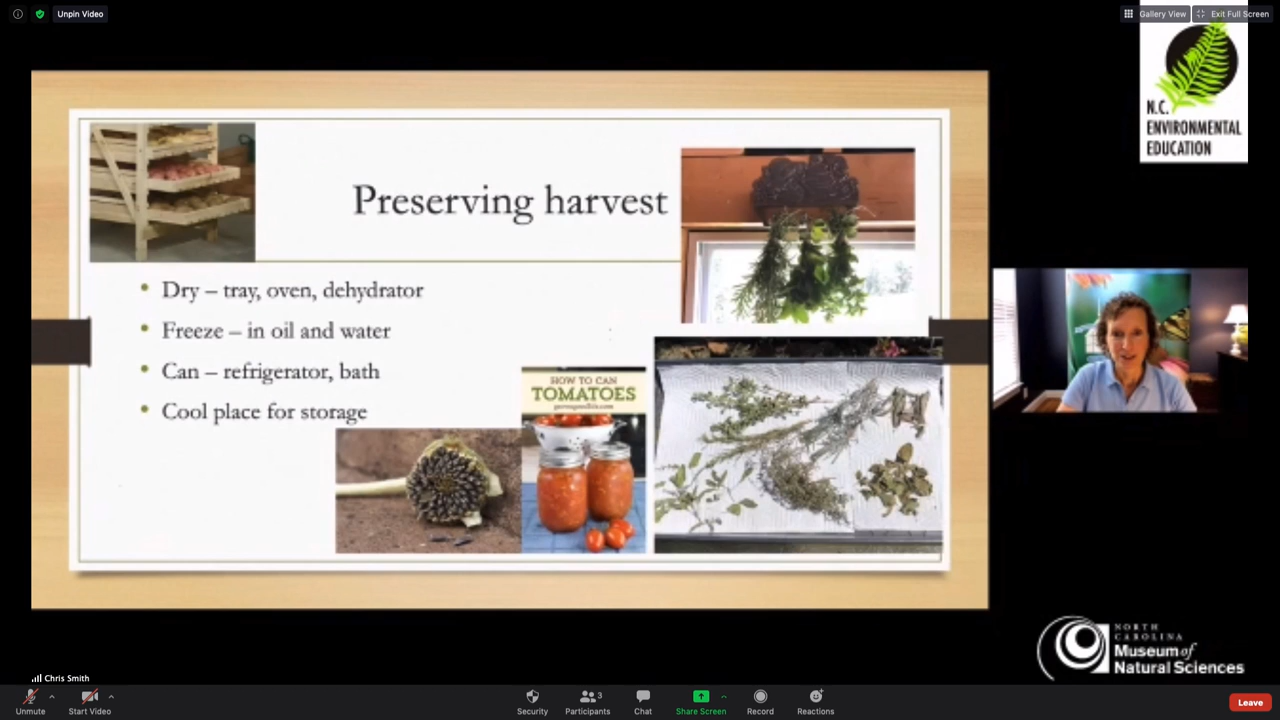 Unpin Video
Gallery View
Exit Full Screen
N.C.
ENVIRONMENTAL
EDUCATION
Preserving harvest
• Dry – tray, oven, dehydrator
• Freeze – in oil and water
• Can – refrigerator, bath
• Cool place for storage
HOW TO CAN
TOMATOES
NORTH
CAROLINA
Museum of
Natural Sciences
Chris Smith
Unmute
Start Video
Security
Participants
3
Chat
Share Screen
Record
Reactions
Leave